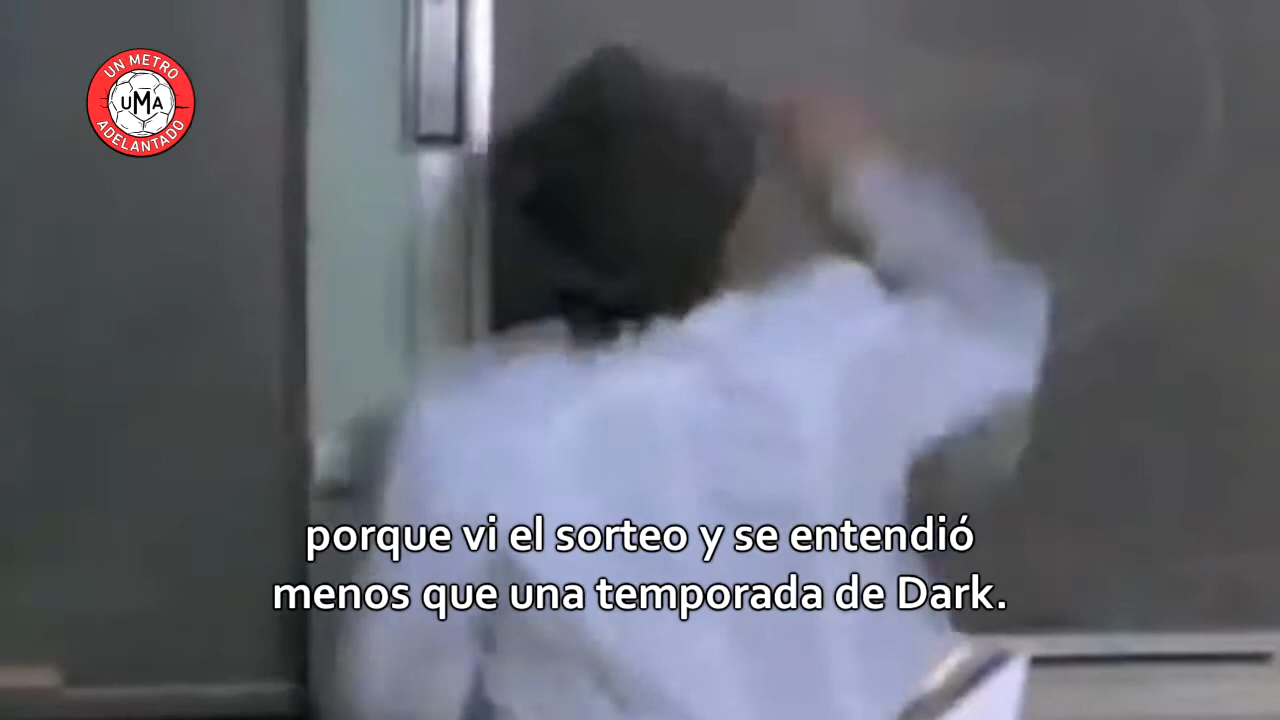 UN METRO
UMA
ADELANTADO
porque vi el sorteo y se entendió
menos que una temporada de Dark.